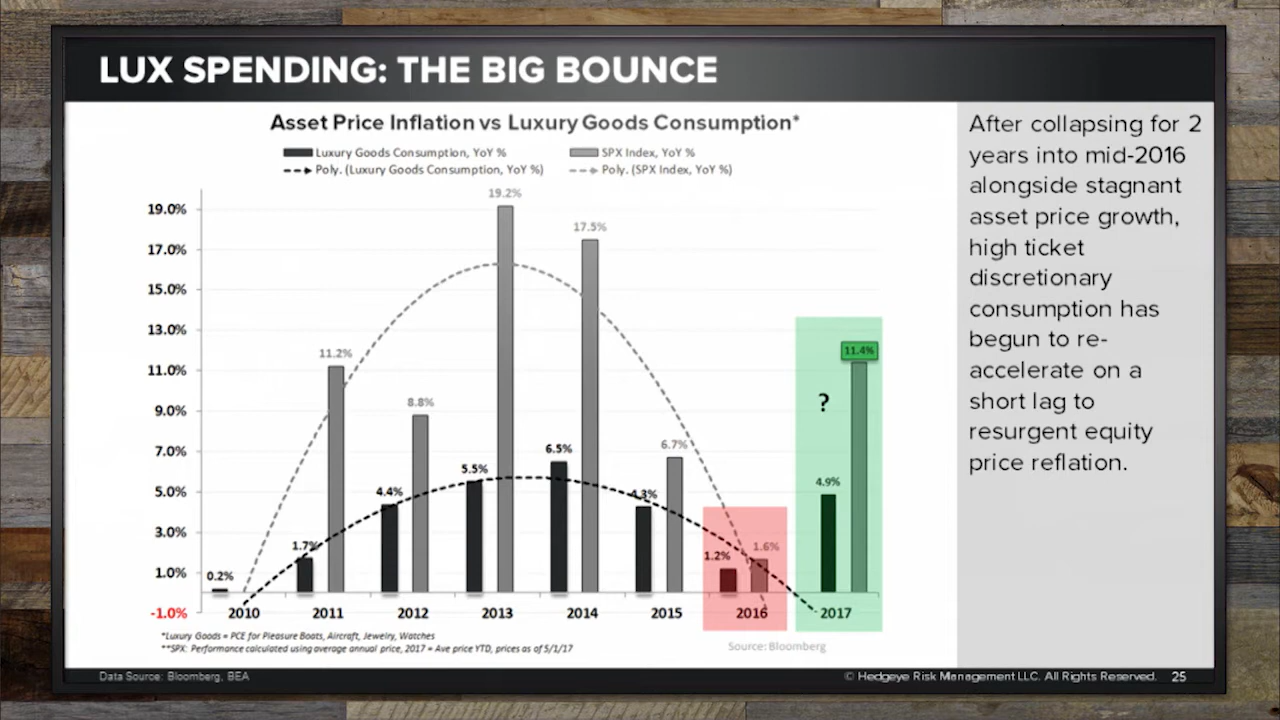 LUX SPENDING: THE BIG BOUNCE
Asset Price Inflation vs Luxury Goods Consumption*
Luxury Goods Consumption, YoY %
SPX Index, YoY %
Poly. (Luxury Goods Consumption, YoY %)
Poly. (SPX Index, YoY %)
19.0%
17.0%
15.0%
13.0%
11.0%
9.0%
7.0%
5.0%
3.0%
1.0%
-1.0%
0.2%
1.7%
11.2%
4.4%
8.8%
5.5%
19.2%
6.5%
17.5%
4.3%
6.7%
1.2%
1.6%
?
4.9%
11.4%
2010 2011 2012 2013 2014 2015 2016 2017
*Luxury Goods = PCE for Pleasure Boats, Aircraft, Jewelry, Watches
**SPX: Performance calculated using average annual price, 2017 = Ave price YTD, prices as of 5/1/17
Source: Bloomberg
After collapsing for 2
years into mid-2016
alongside stagnant
asset price growth,
high ticket
discretionary
consumption has
begun to re-
accelerate on a
short lag to
resurgent equity
price reflation.
Data Source: Bloomberg, BEA
© Hedgeye Risk Management LLC. All Rights Reserved. 25